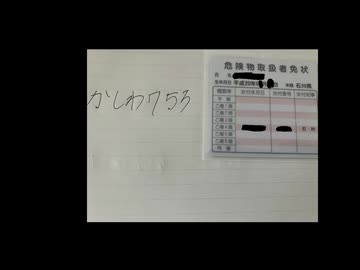 かしわ753
危険物取扱者免状
氏名
生年月日 平成20年 日 本籍 石川県
種類等 交付年月日 交付番号 交付知事
甲種
乙種1類
乙種2類
乙種3類
乙種4類 石川
乙種5類
乙種6類
丙種